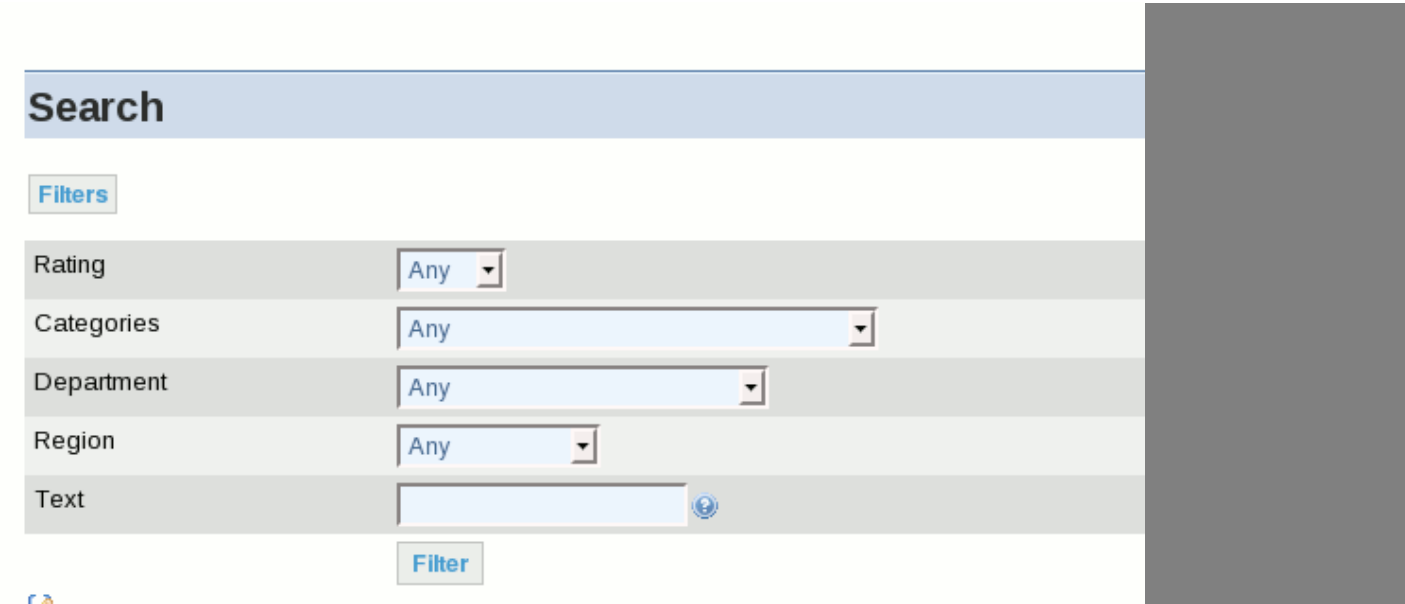 Search
Filters
Rating Any
Categories Any
Department Any
Region Any
Text
Filter